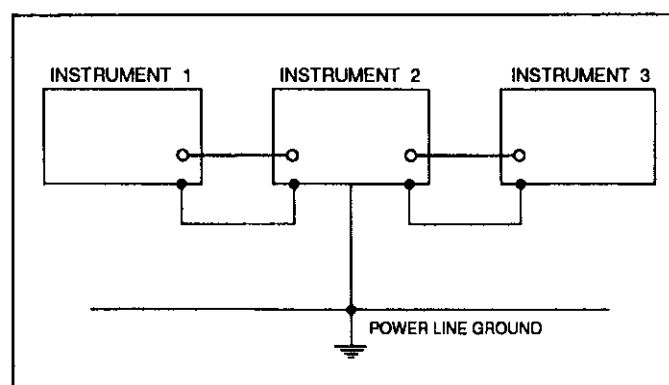 INSTRUMENT 1
INSTRUMENT 2
INSTRUMENT 3
POWER LINE GROUND